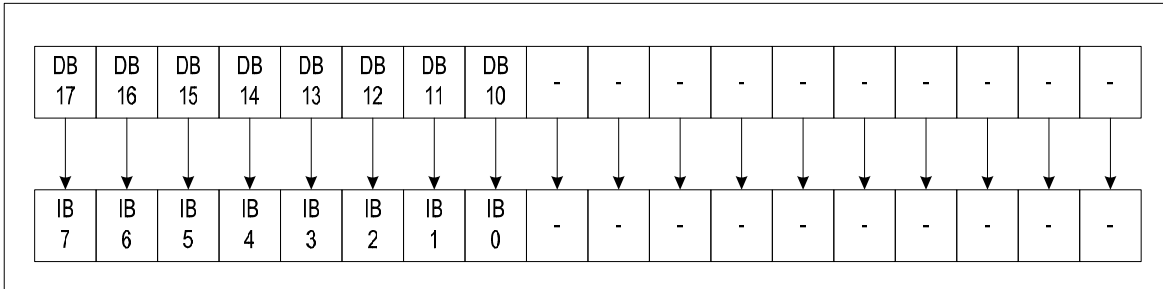 DB DB DB DB DB DB DB DB - - - - - - - - - -
17 16 15 14 13 12 11 10
IB IB IB IB IB IB IB IB - - - - - - - - - -
7 6 5 4 3 2 1 0